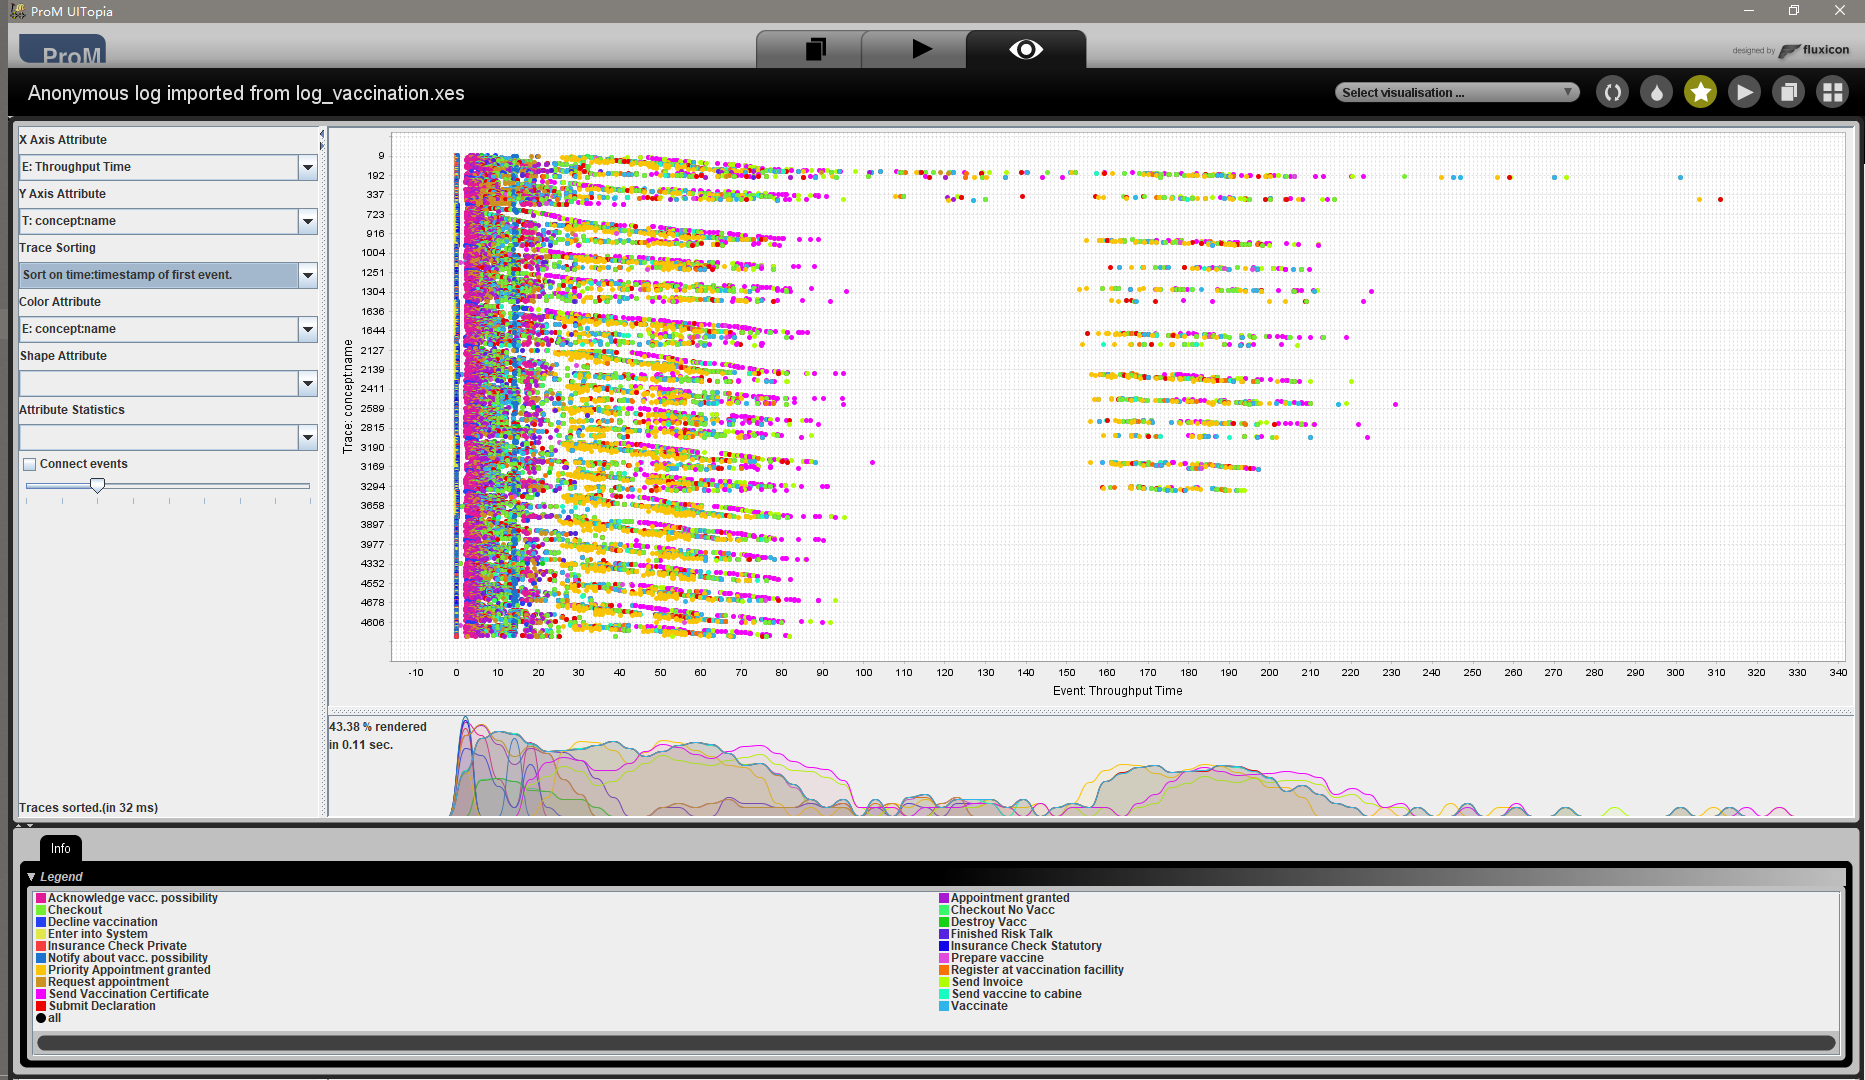 ProM UITopia
ProM
designed by fluxicon
Anonymous log imported from log_vaccination.xes
Select visualisation ...
X Axis Attribute
E: Throughput Time
Y Axis Attribute
T: concept:name
Trace Sorting
Sort on time:timestamp of first event.
Color Attribute
E: concept:name
Shape Attribute
Attribute Statistics
Connect events
Traces sorted.(in 32 ms)
Trace: concept:name
9
192
337
723
916
1004
1251
1304
1636
1644
2127
2139
2411
2589
2815
3190
3169
3294
3658
3897
3977
4332
4552
4678
4606
-10 0 10 20 30 40 50 60 70 80 90 100 110 120 130 140 150 160 170 180 190 200 210 220 230 240 250 260 270 280 290 300 310 320 330 340
Event: Throughput Time
43.38 % rendered
in 0.11 sec.
Info
Legend
Acknowledge vacc. possibility Appointment granted
Checkout Checkout No Vacc
Decline vaccination Destroy Vacc
Enter into System Finished Risk Talk
Insurance Check Private Insurance Check Statutory
Notify about vacc. possibility Prepare vaccine
Priority Appointment granted Register at vaccination facillity
Request appointment Send Invoice
Send Vaccination Certificate Send vaccine to cabine
Submit Declaration Vaccinate
all